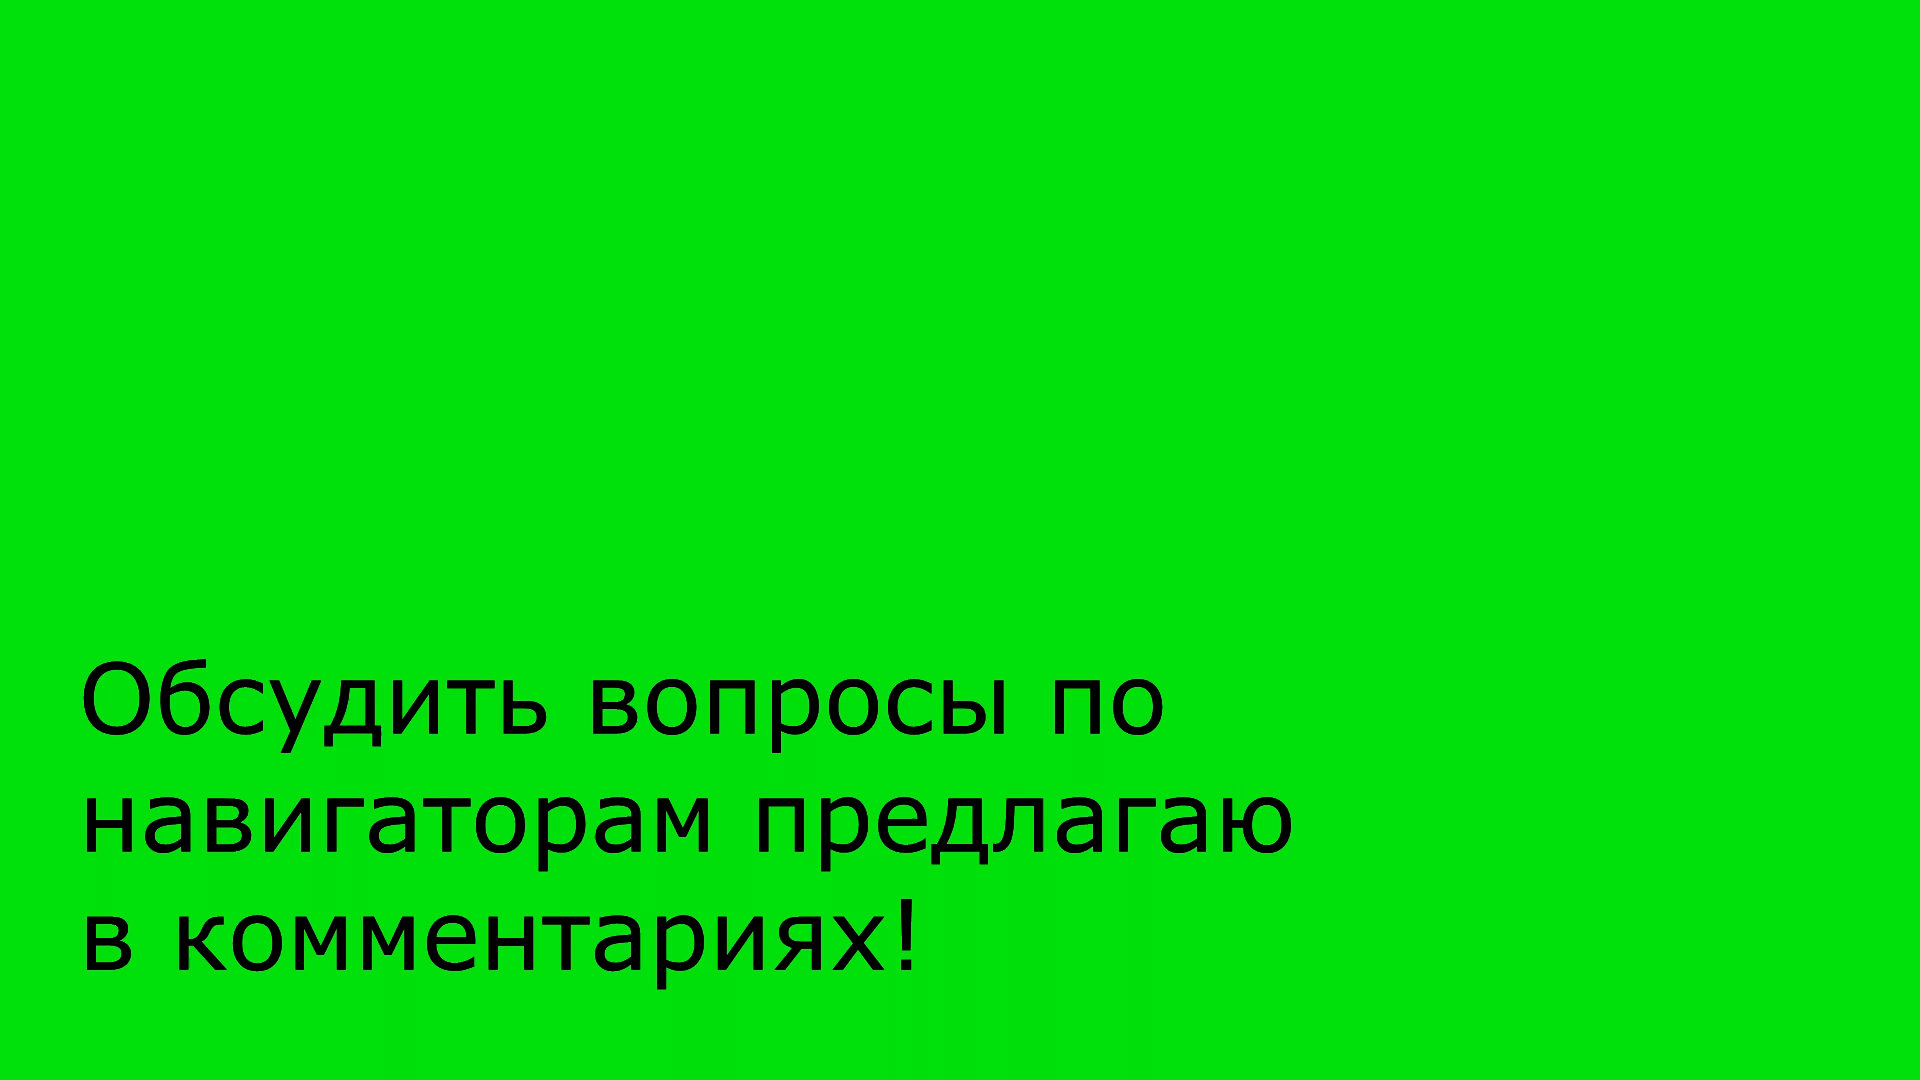 Обсудить вопросы по
навигаторам предлагаю
в комментариях!